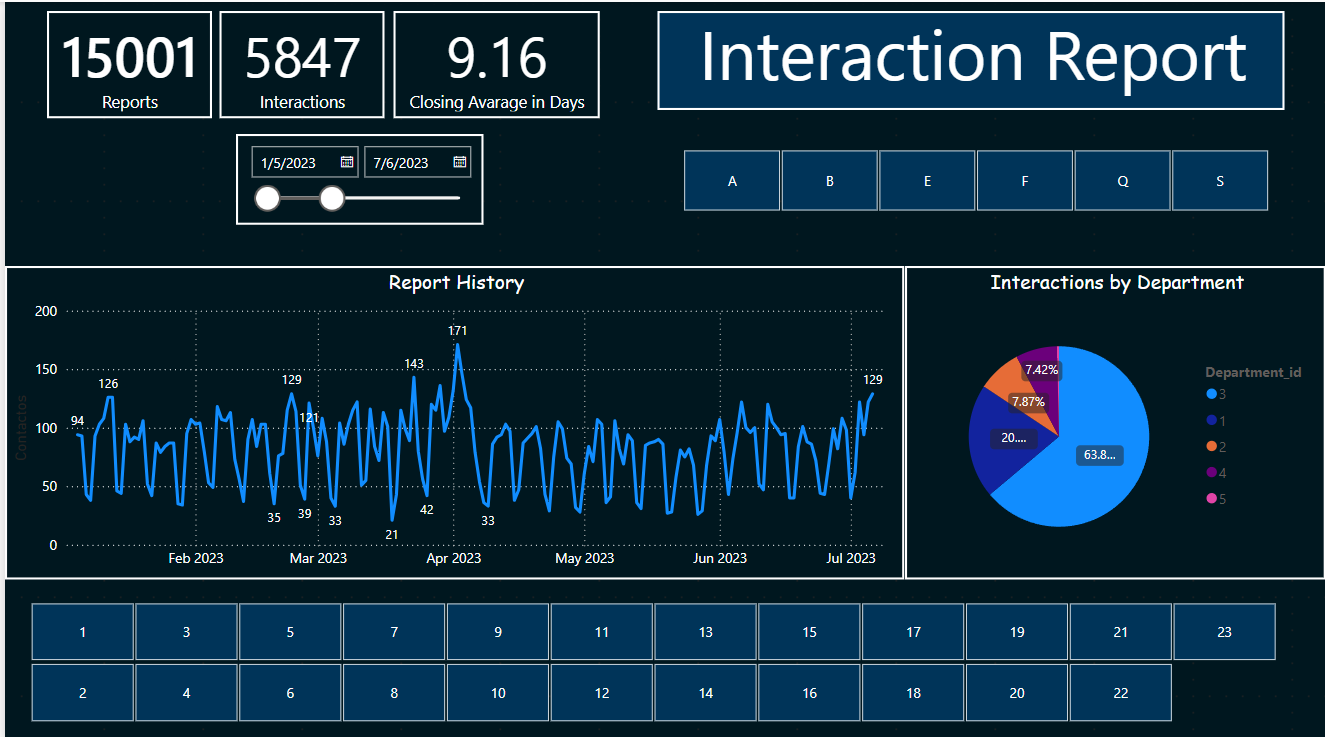 15001
Reports
5847
Interactions
9.16
Closing Avarage in Days
Interaction Report
1/5/2023
7/6/2023
A
B
E
F
Q
S
Report History
Contactos
200
150
100
50
0
94
126
35
129
39
121
33
21
143
42
171
33
129
Feb 2023
Mar 2023
Apr 2023
May 2023
Jun 2023
Jul 2023
Interactions by Department
7.42%
7.87%
20....
63.8...
Department_id
3
1
2
4
5
1
3
5
7
9
11
13
15
17
19
21
23
2
4
6
8
10
12
14
16
18
20
22